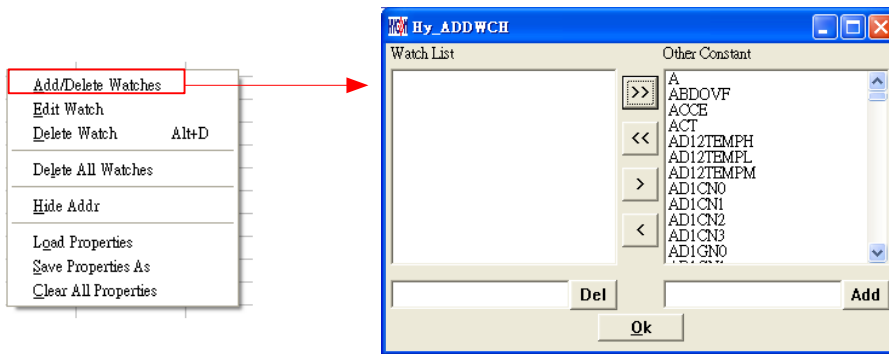 Add/Delete Watches
Edit Watch
Delete Watch Alt+D
Delete All Watches
Hide Addr
Load Properties
Save Properties As
Clear All Properties
Hy_ADDWCH
Watch List
Other Constant
>>
<<
>
<
A
ABDOVF
ACCE
ACT
AD12TEMPH
AD12TEMPL
AD12TEMPM
AD1CN0
AD1CN1
AD1CN2
AD1CN3
AD1GN0
Del
Add
Ok